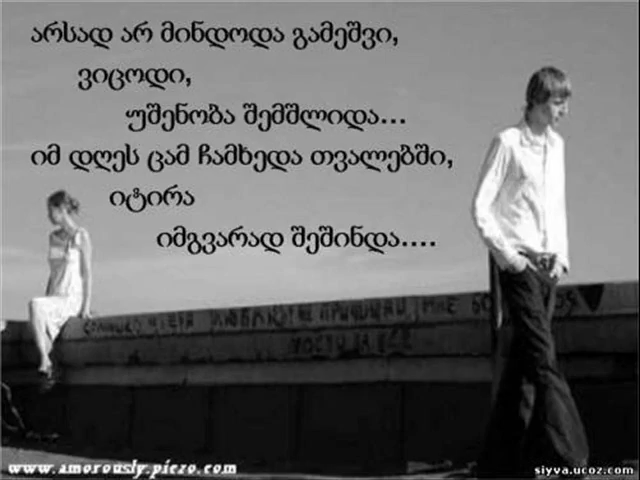 არსად არ მინდოდა გამეშვი,
ვიცოდი,
უშენობა შემშლიდა...
იმ დღეს ცამ ჩამხედა თვალებში,
იტირა
იმგვარად შეშინდა....
www.amorously.piczo.com
siyva.ucoz.com